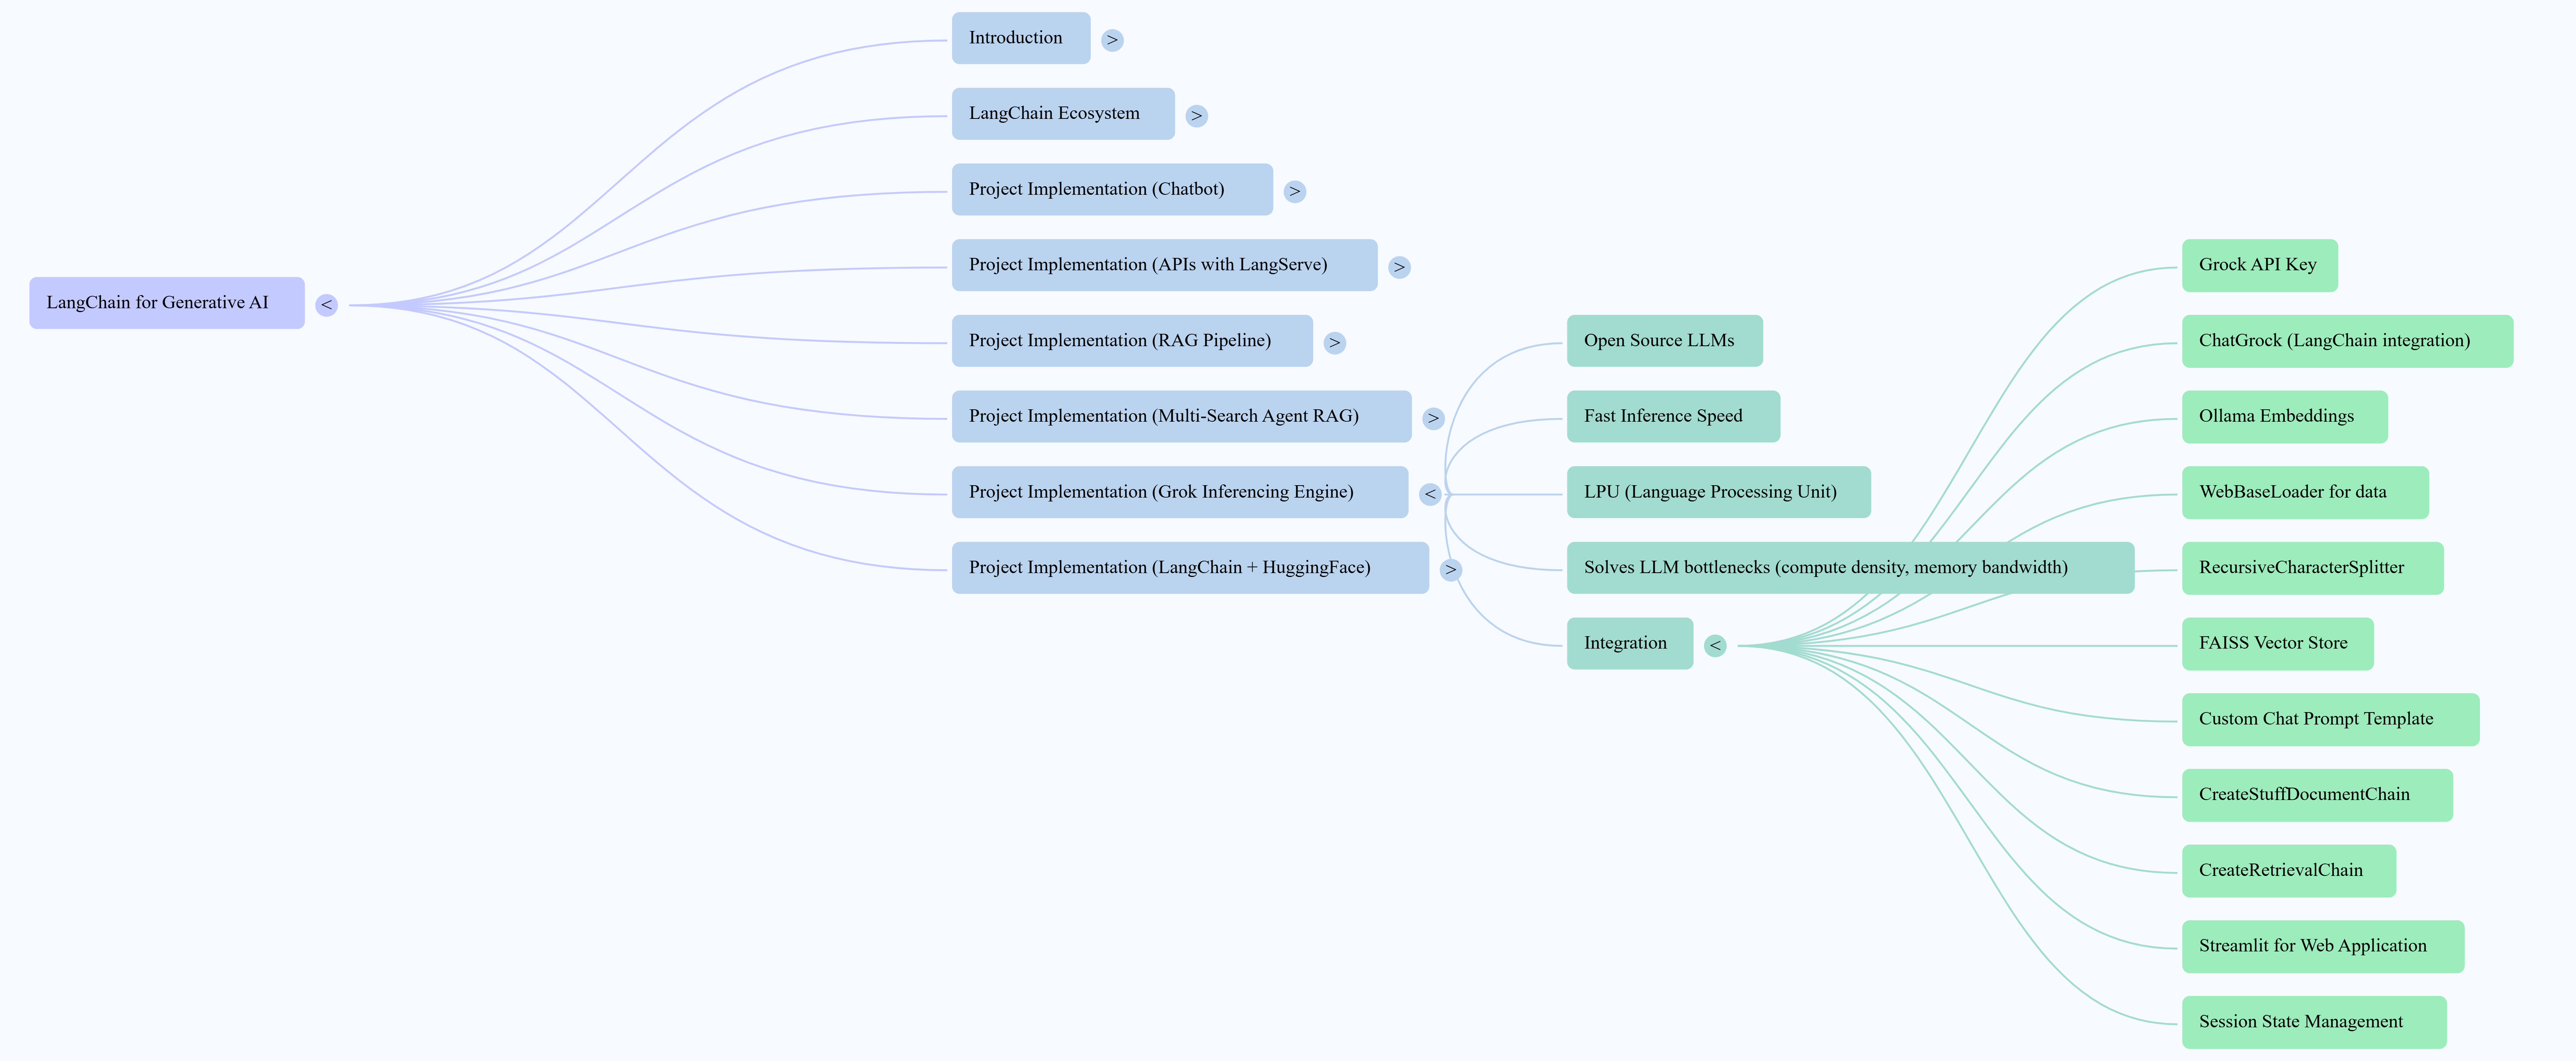 LangChain for Generative AI
<
Introduction
>
LangChain Ecosystem
>
Project Implementation (Chatbot)
>
Project Implementation (APIs with LangServe)
>
Project Implementation (RAG Pipeline)
>
Project Implementation (Multi-Search Agent RAG)
>
Project Implementation (Grok Inferencing Engine)
<
Project Implementation (LangChain + HuggingFace)
>
Open Source LLMs
Fast Inference Speed
LPU (Language Processing Unit)
Solves LLM bottlenecks (compute density, memory bandwidth)
Integration
<
Grock API Key
ChatGrock (LangChain integration)
Ollama Embeddings
WebBaseLoader for data
RecursiveCharacterSplitter
FAISS Vector Store
Custom Chat Prompt Template
CreateStuffDocumentChain
CreateRetrievalChain
Streamlit for Web Application
Session State Management